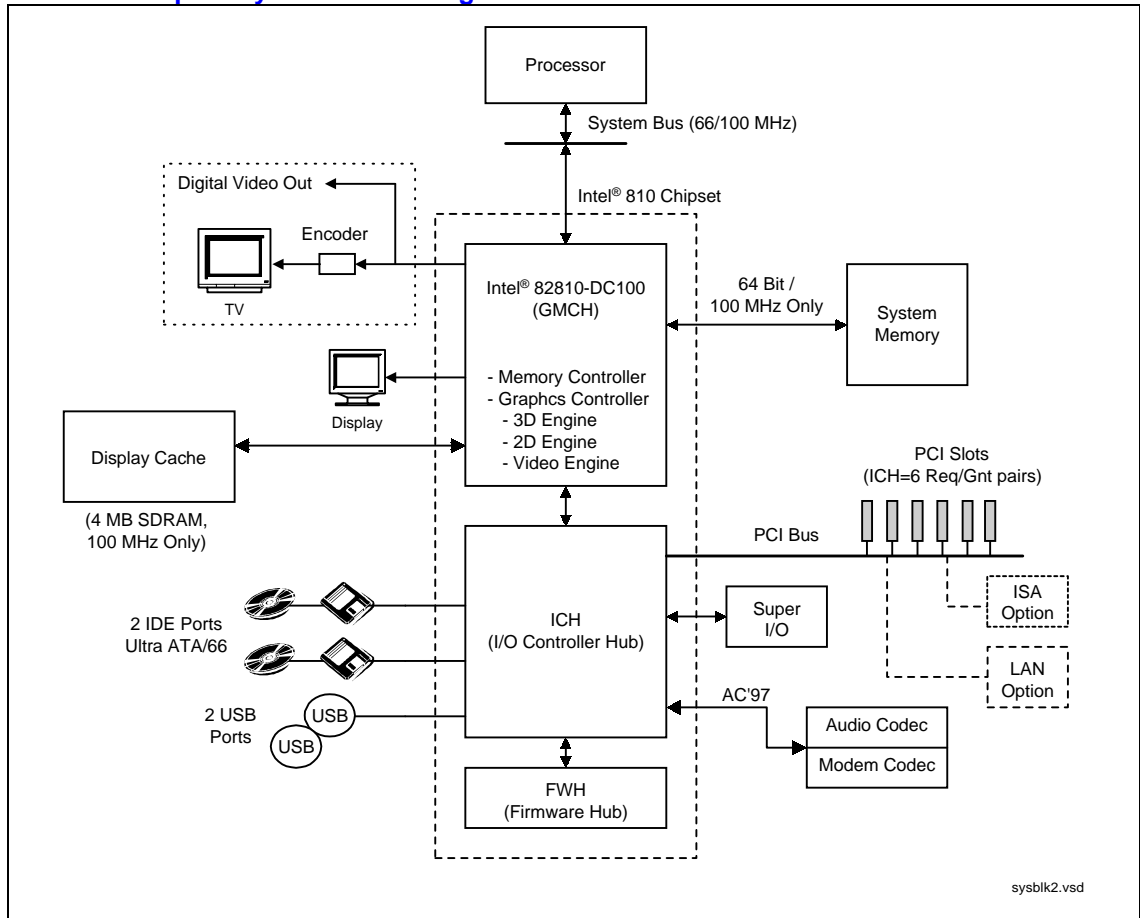 Processor
System Bus (66/100 MHz)
Digital Video Out
Intel® 810 Chipset
Encoder
TV
Intel® 82810-DC100
(GMCH)
- Memory Controller
- Graphcs Controller
- 3D Engine
- 2D Engine
- Video Engine
64 Bit /
100 MHz Only
System
Memory
Display
Display Cache
(4 MB SDRAM,
100 MHz Only)
PCI Slots
(ICH=6 Req/Gnt pairs)
PCI Bus
ISA
Option
LAN
Option
2 IDE Ports
Ultra ATA/66
ICH
(I/O Controller Hub)
Super
I/O
AC'97
Audio Codec
Modem Codec
2 USB
Ports
USB
USB
FWH
(Firmware Hub)
sysblk2.vsd